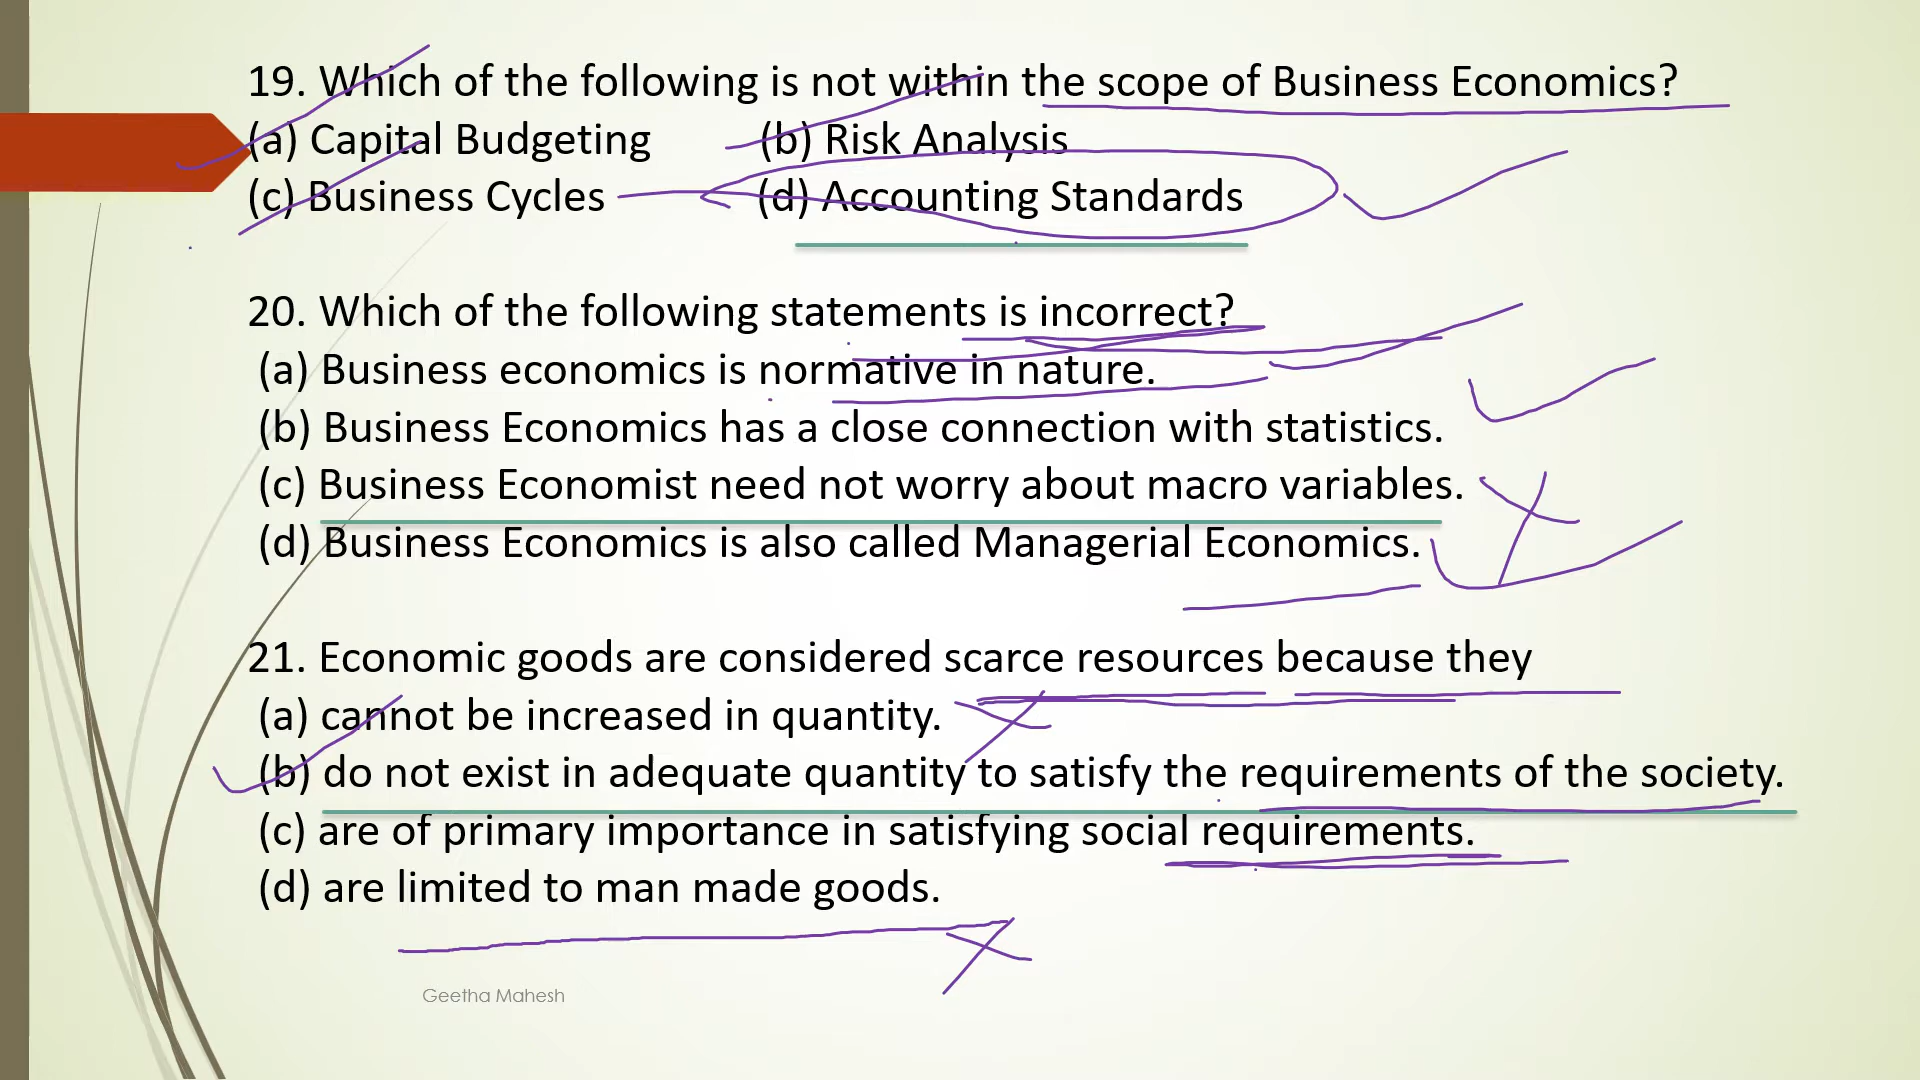 19. Which of the following is not within the scope of Business Economics?
(a) Capital Budgeting (b) Risk Analysis
(c) Business Cycles (d) Accounting Standards
20. Which of the following statements is incorrect?
(a) Business economics is normative in nature.
(b) Business Economics has a close connection with statistics.
(c) Business Economist need not worry about macro variables.
(d) Business Economics is also called Managerial Economics.
21. Economic goods are considered scarce resources because they
(a) cannot be increased in quantity.
(b) do not exist in adequate quantity to satisfy the requirements of the society.
(c) are of primary importance in satisfying social requirements.
(d) are limited to man made goods.
Geetha Mahesh